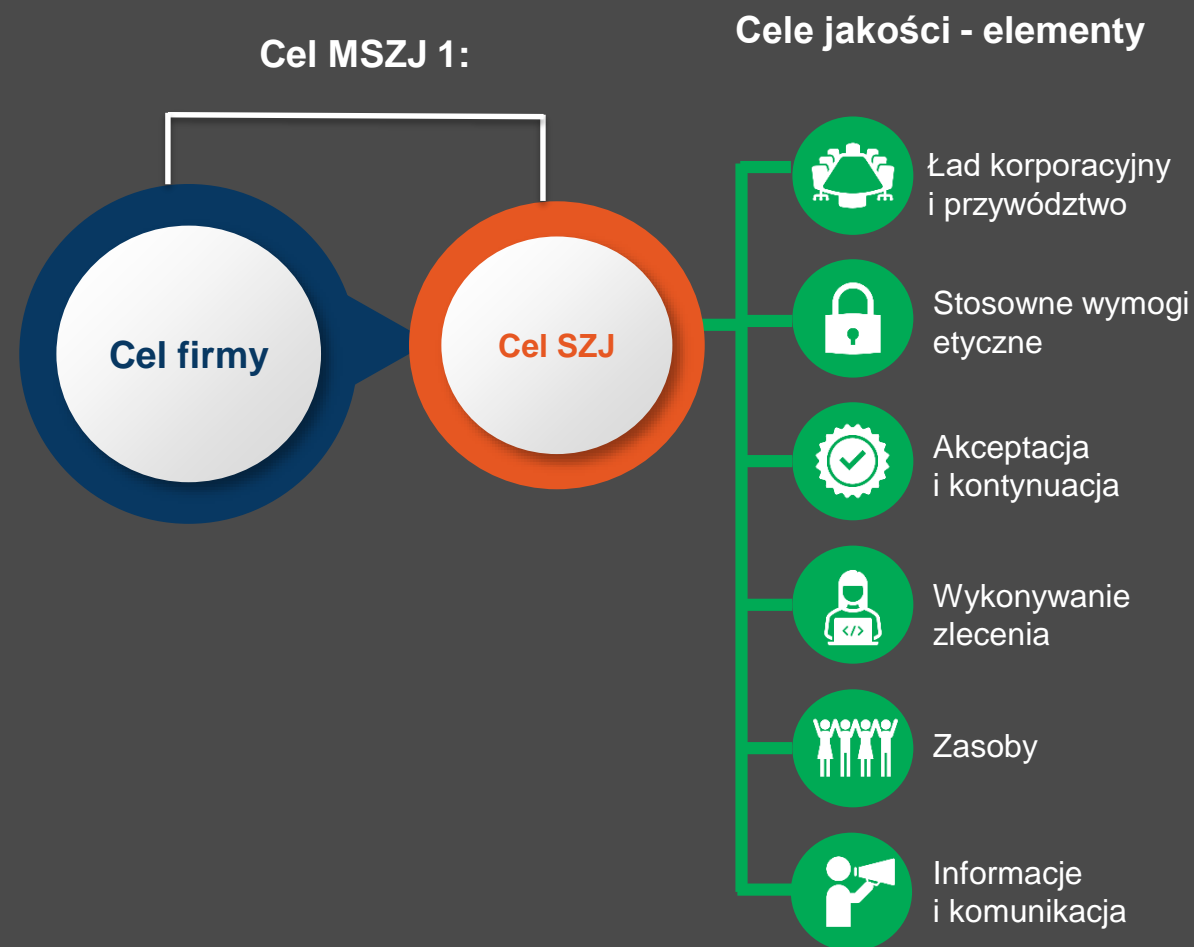 Cel MSZJ 1:
Cele jakości - elementy
Cel firmy
Cel SZJ
Ład korporacyjny
i przywództwo
Stosowne wymogi
etyczne
Akceptacja
i kontynuacja
Wykonywanie
zlecenia
</>
Zasoby
Informacje
i komunikacja